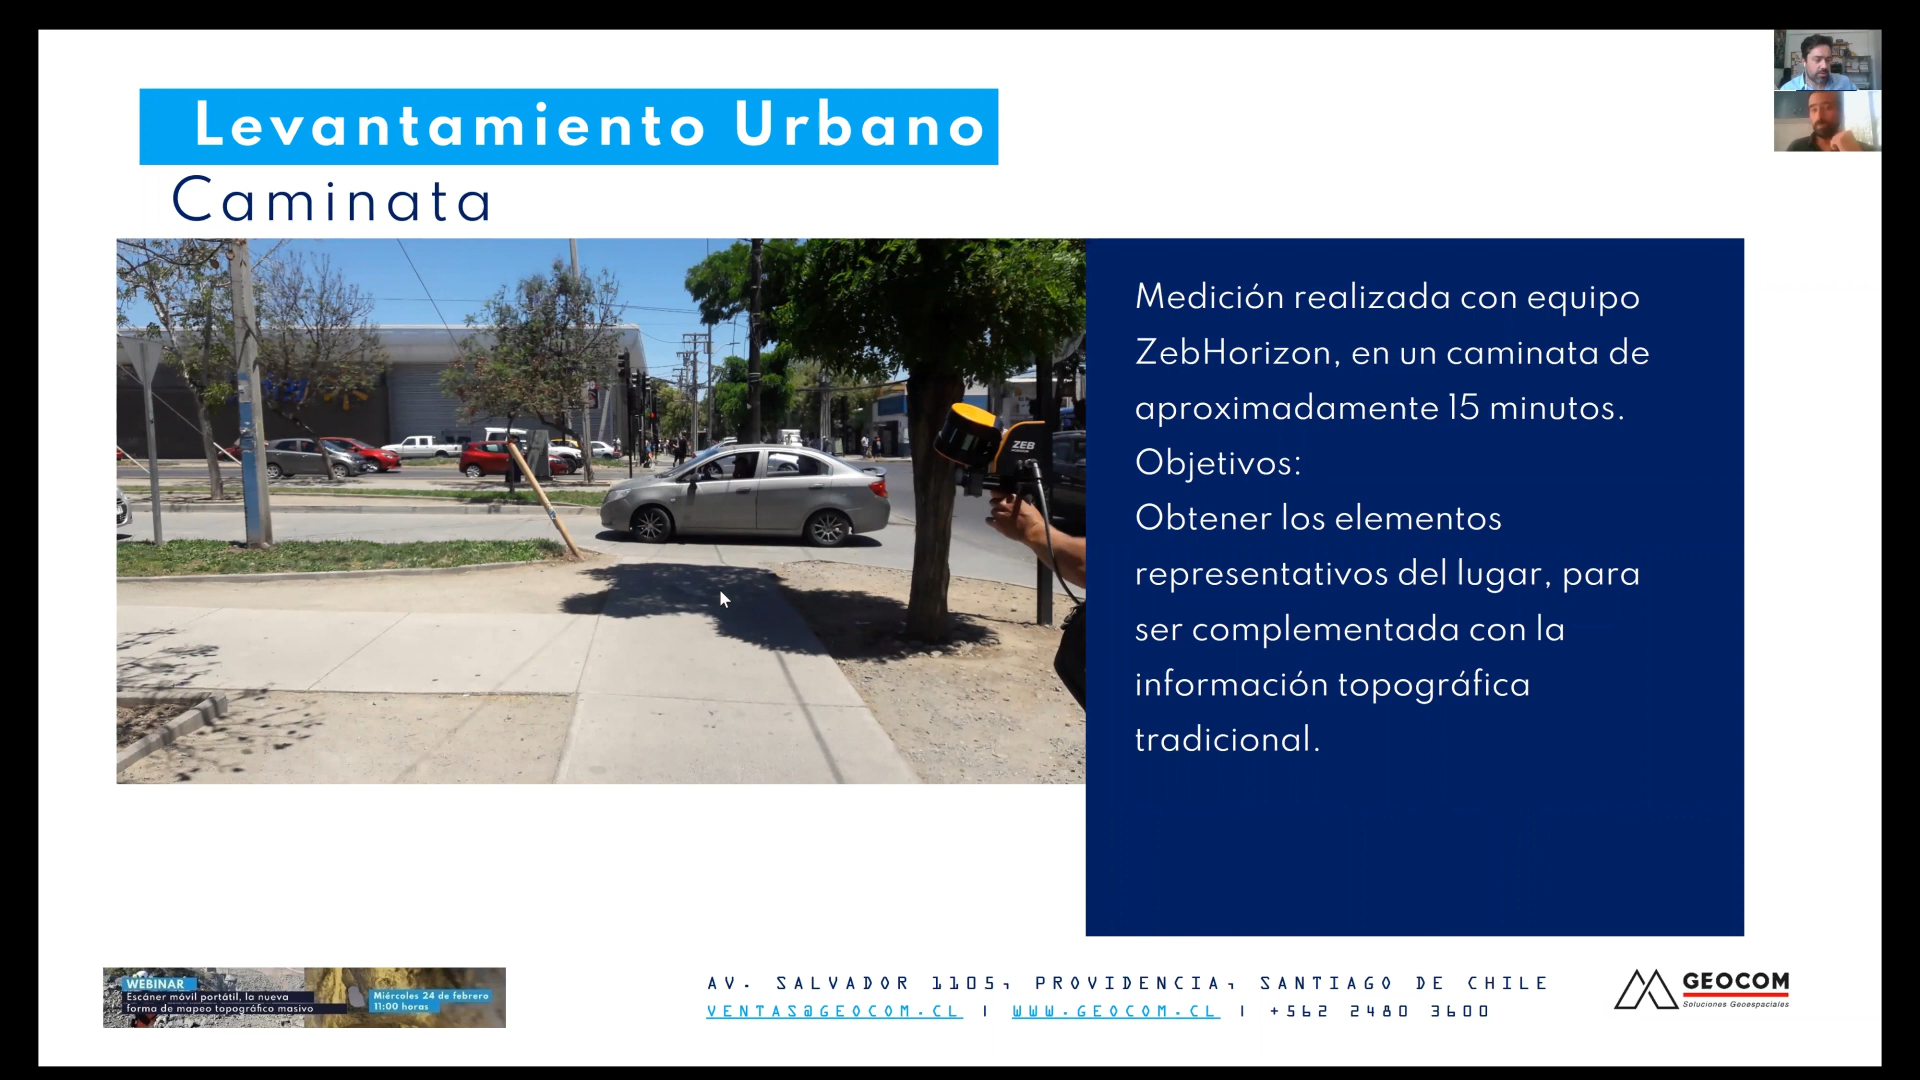 Levantamiento Urbano
Caminata
Medición realizada con equipo
ZebHorizon, en un caminata de
aproximadamente 15 minutos.
Objetivos:
Obtener los elementos
representativos del lugar, para
ser complementada con la
información topográfica
tradicional.
ZEB
WEBINAR
Escáner móvil portátil, la nueva
forma de mapeo topográfico masivo
Miércoles 24 de febrero
11:00 horas
AV. SALVADOR 1105, PROVIDENCIA, SANTIAGO DE CHILE
VENTAS@GEOCOM.CL | WWW.GEOCOM.CL | +562 2480 3600
GEOCOM
Soluciones Geoespaciales